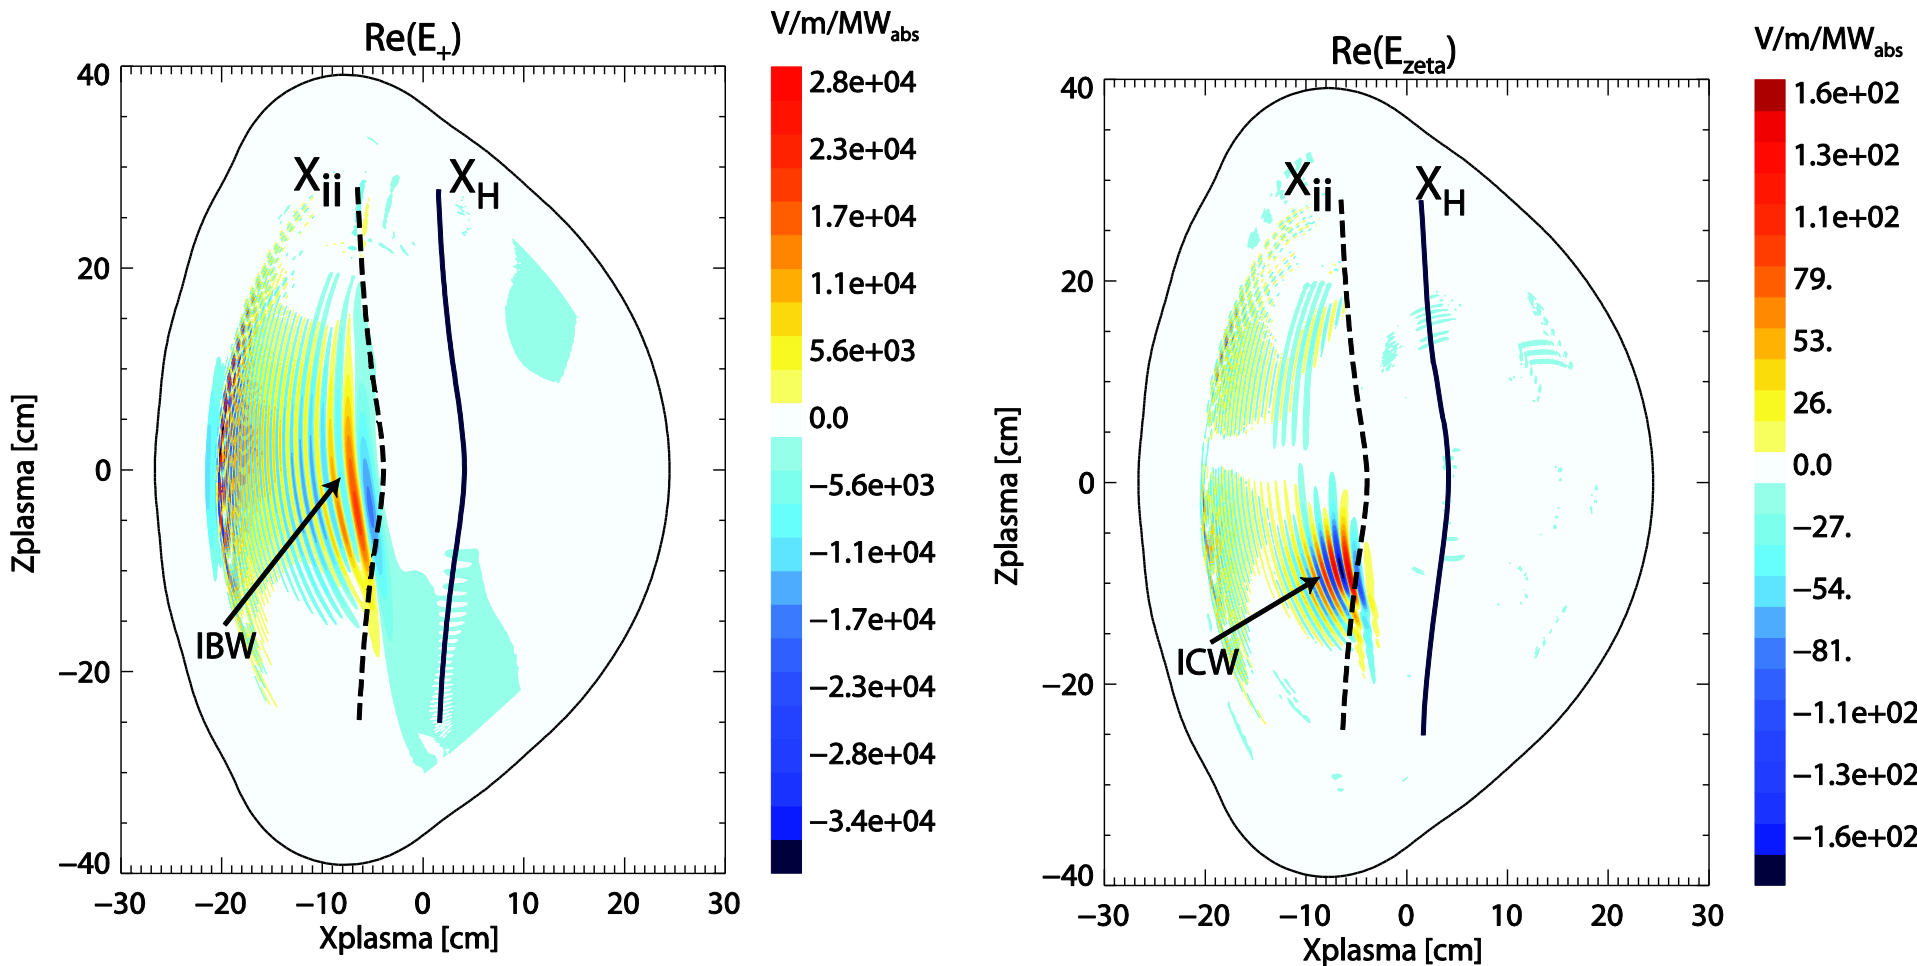 Re(E+)
V/m/MWabs
40
20
0
−20
−40
Zplasma [cm]
−30
−20
−10
0
10
20
30
Xplasma [cm]
Xii
XH
IBW
2.8e+04
2.3e+04
1.7e+04
1.1e+04
5.6e+03
0.0
−5.6e+03
−1.1e+04
−1.7e+04
−2.3e+04
−2.8e+04
−3.4e+04
Re(Ezeta)
V/m/MWabs
40
20
0
−20
−40
Zplasma [cm]
−30
−20
−10
0
10
20
30
Xplasma [cm]
Xii
XH
ICW
1.6e+02
1.3e+02
1.1e+02
79.
53.
26.
0.0
−27.
−54.
−81.
−1.1e+02
−1.3e+02
−1.6e+02